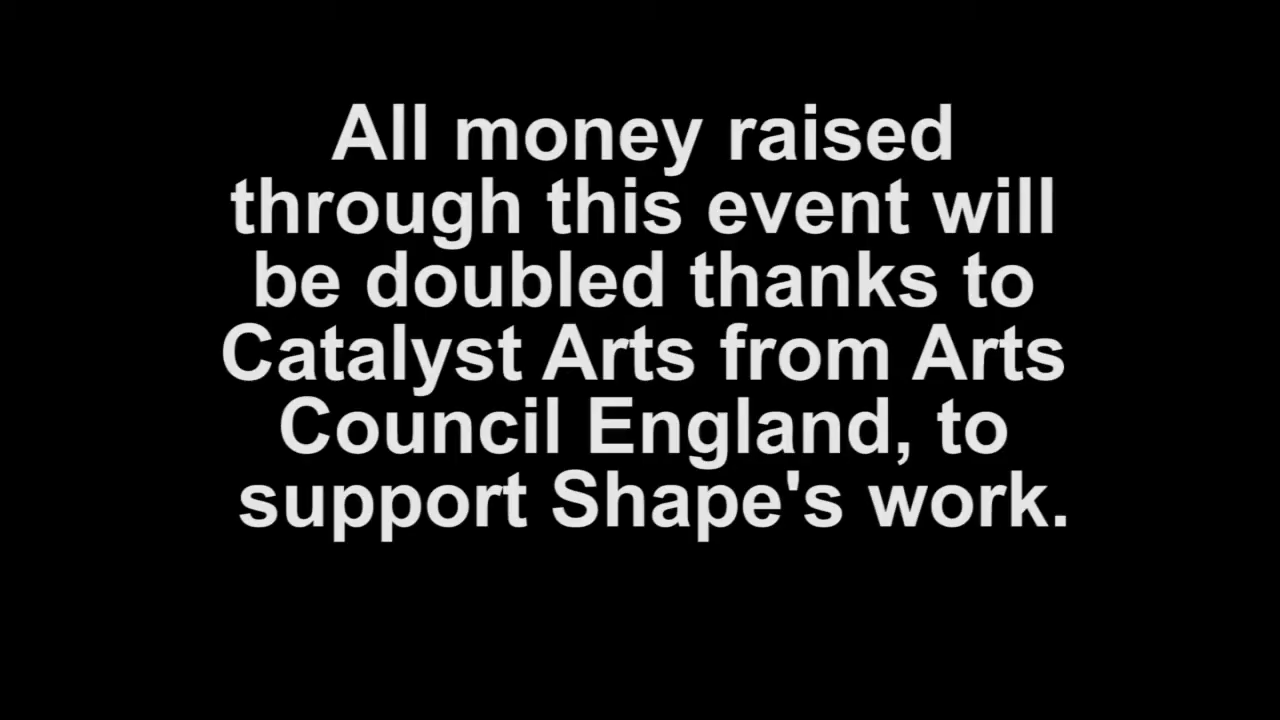 All money raised
through this event will
be doubled thanks to
Catalyst Arts from Arts
Council England, to
support Shape's work.